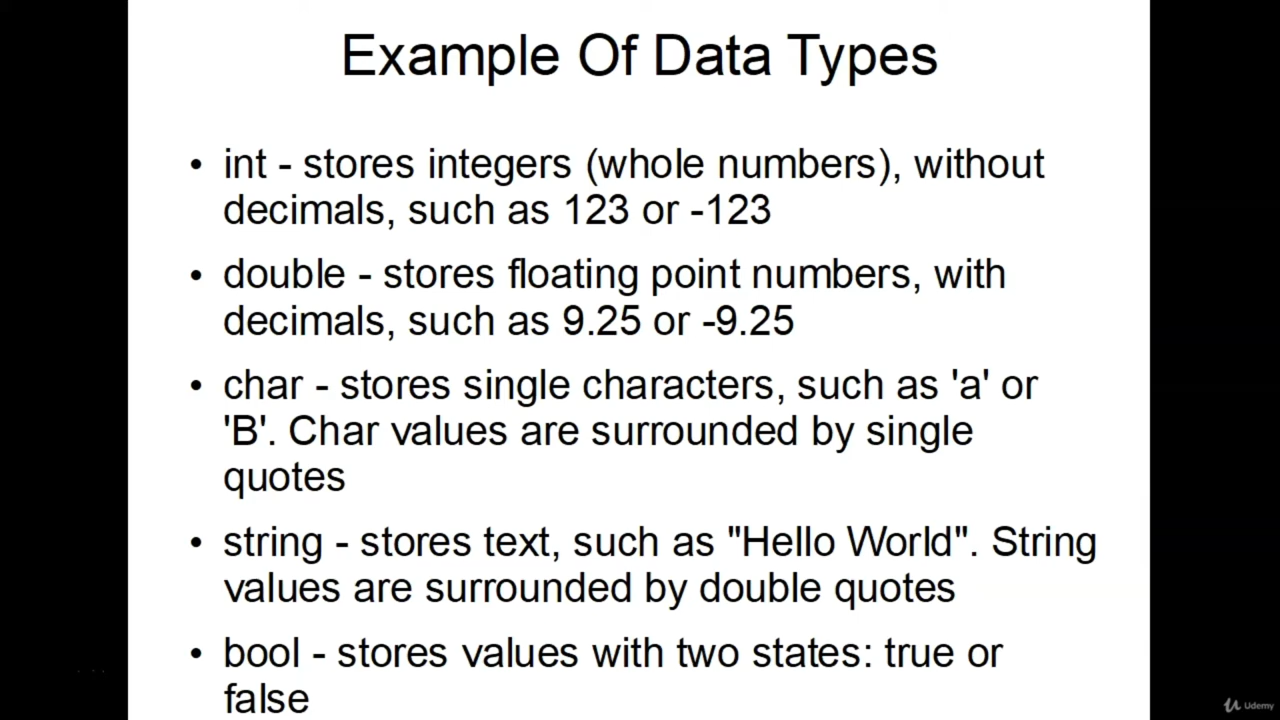 Example Of Data Types
• int - stores integers (whole numbers), without
decimals, such as 123 or -123
• double - stores floating point numbers, with
decimals, such as 9.25 or -9.25
• char - stores single characters, such as 'a' or
'B'. Char values are surrounded by single
quotes
• string - stores text, such as "Hello World". String
values are surrounded by double quotes
• bool - stores values with two states: true or
false
Udemy